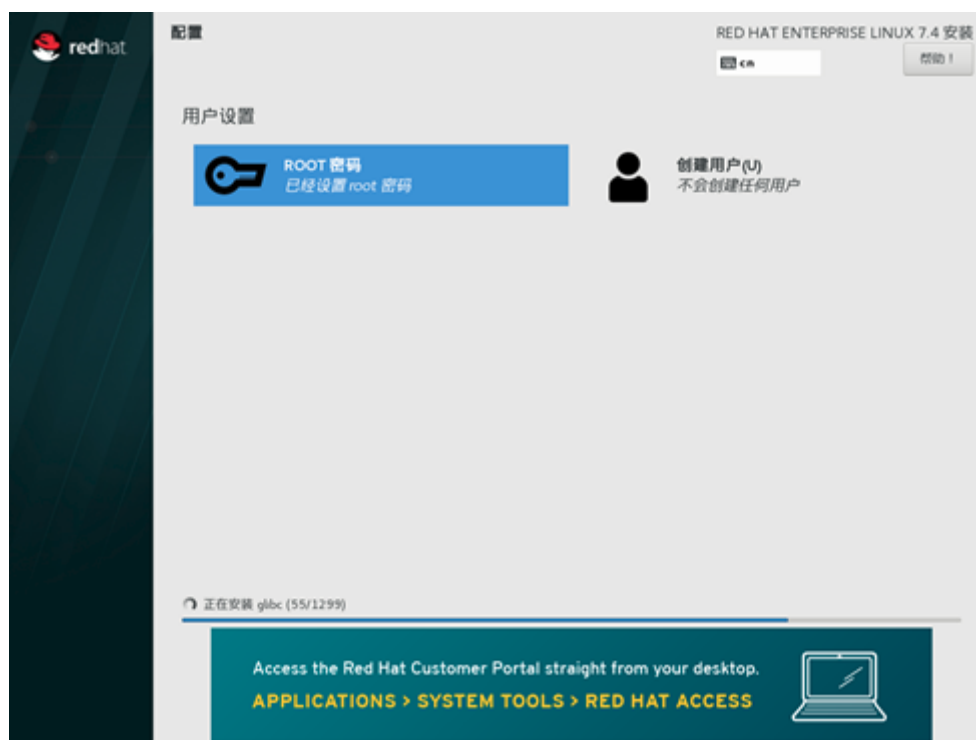 redhat
配置
RED HAT ENTERPRISE LINUX 7.4 安装
cn
帮助！
用户设置
ROOT 密码
已经设置 root 密码
创建用户(U)
不会创建任何用户
正在安装 glibc (55/1299)
Access the Red Hat Customer Portal straight from your desktop.
APPLICATIONS > SYSTEM TOOLS > RED HAT ACCESS